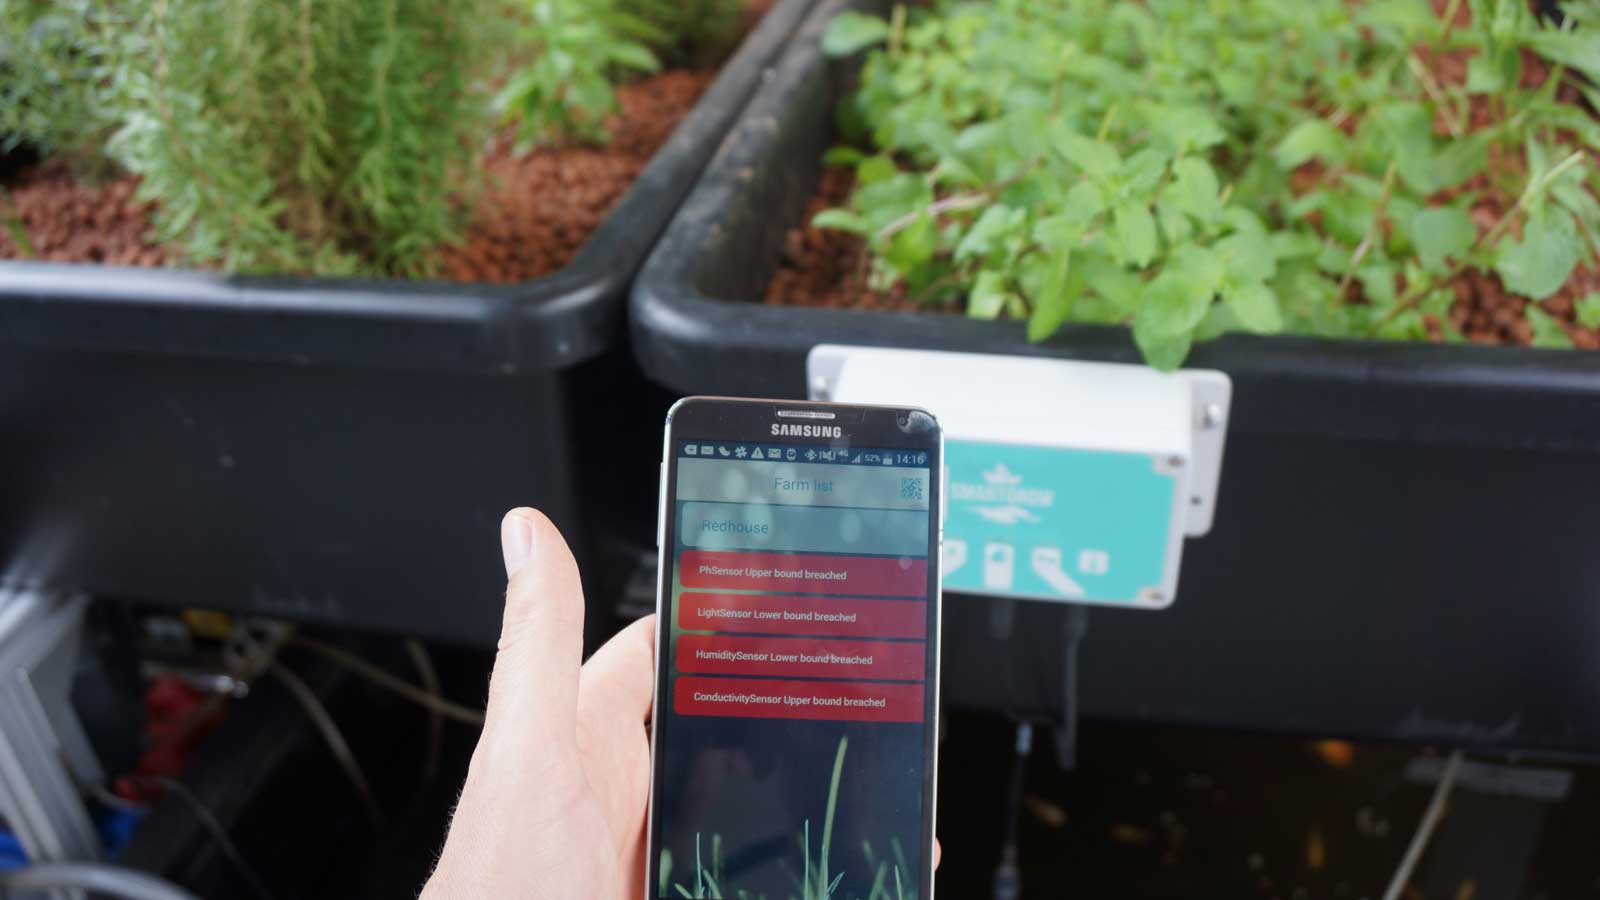 SAMSUNG
4G 52% 14:16
Farm list
Redhouse
PhSensor Upper bound breached
LightSensor Lower bound breached
HumiditySensor Lower bound breached
ConductivitySensor Upper bound breached
SMARTGROW